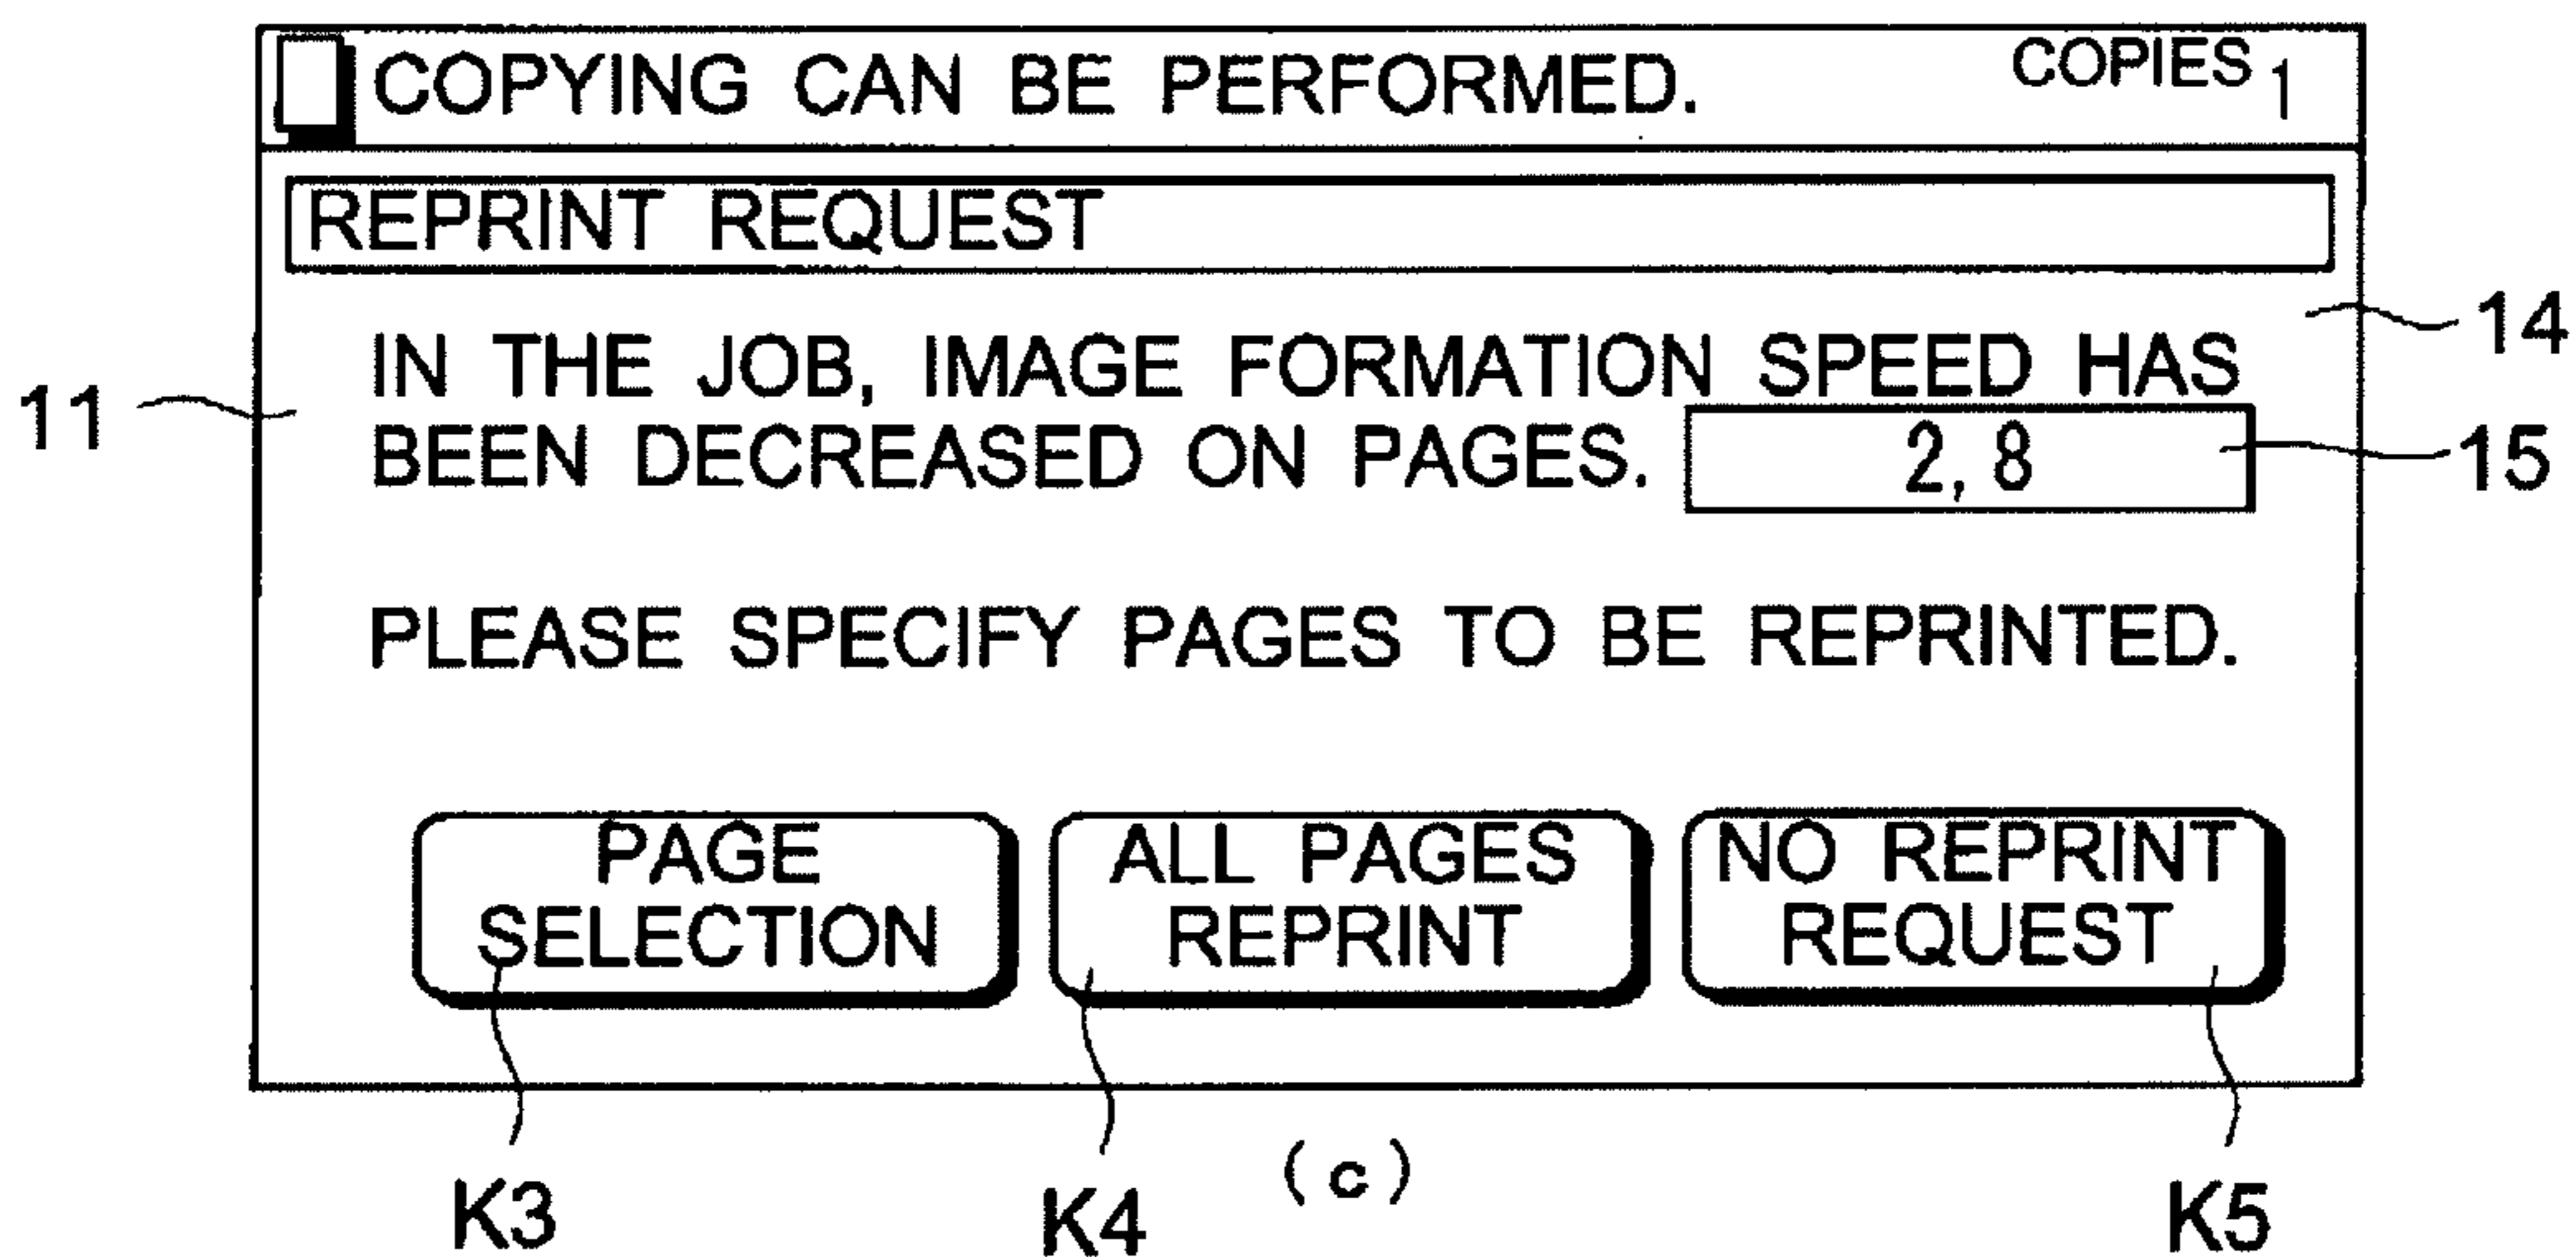 COPYING CAN BE PERFORMED. COPIES 1
REPRINT REQUEST
14
IN THE JOB, IMAGE FORMATION SPEED HAS
11
BEEN DECREASED ON PAGES. 2, 8
15
PLEASE SPECIFY PAGES TO BE REPRINTED.
PAGE
SELECTION
ALL PAGES
REPRINT
NO REPRINT
REQUEST
K3
K4
(c)
K5